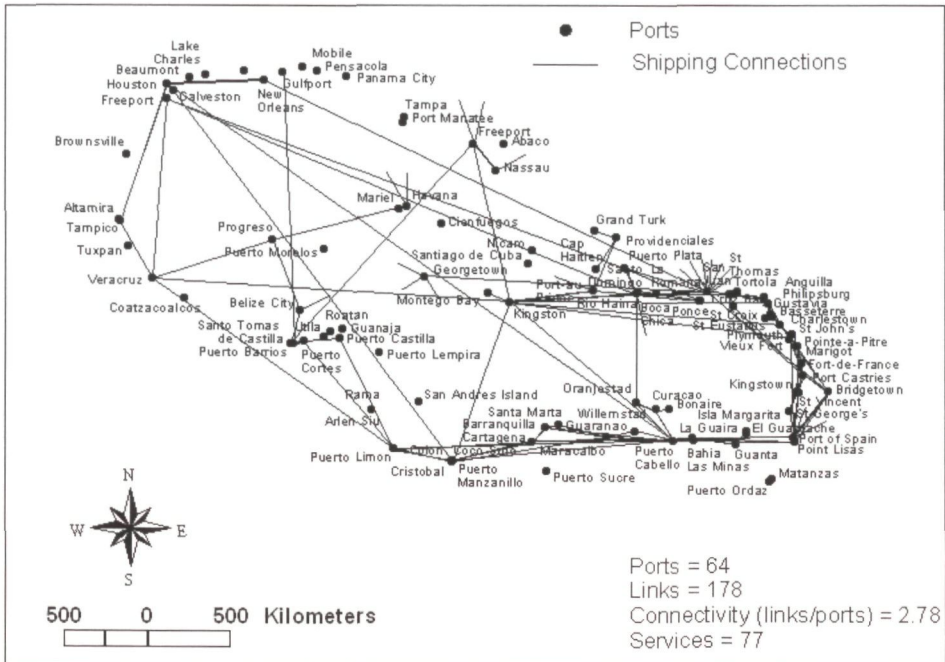 Ports
Shipping Connections
Lake
Charles
Beaumont
Houston
Galveston
Freeport
Mobile
Pensacola
Panama City
Gulfport
New
Orleans
Tampa
Port Manatee
Freeport
Abaco
Nassau
Brownsville
Altamira
Tampico
Tuxpan
Veracruz
Coatzacoalcos
Mariel
Havana
Cienfuegos
Progreso
Puerto Morelos
Santiago de Cuba
Georgetown
Nicaro
Cap
Haitien
Grand Turk
Providenciales
Puerto Plata
Santo
La
Domingo
Romana
San
Juan
St
Thomas
Tortola
Anguilla
Philipsburg
Gustavia
Basseterre
Charlestown
St John's
Pointe-a-Pitre
Marigot
Fort-de-France
Port Castries
Bridgetown
Port-au
Rio Haina
Boca
Chica
Ponce
St Croix
St Eustatius
Plymouth
Vieux Fort
Montego Bay
Kingston
Belize City
Santo Tomas
de Castilla
Puerto Barrios
Roatan
Utila
Guanaja
Puerto Castilla
Puerto
Cortes
Puerto Lempira
Rama
Arlen Siu
San Andres Island
Puerto Limon
Colon
Coco Solo
Cristobal
Puerto
Manzanillo
Santa Marta
Barranquilla
Cartagena
Guaranao
Maracaibo
Puerto Sucre
Oranjestad
Willemstad
Curacao
Bonaire
Isla Margarita
La Guaira
El Guamache
Puerto
Cabello
Bahia
Las Minas
Guanta
Kingstown
St Vincent
St George's
Port of Spain
Point Lisas
Matanzas
Puerto Ordaz
N
W
E
S
500 0 500 Kilometers
Ports = 64
Links = 178
Connectivity (links/ports) = 2.78
Services = 77